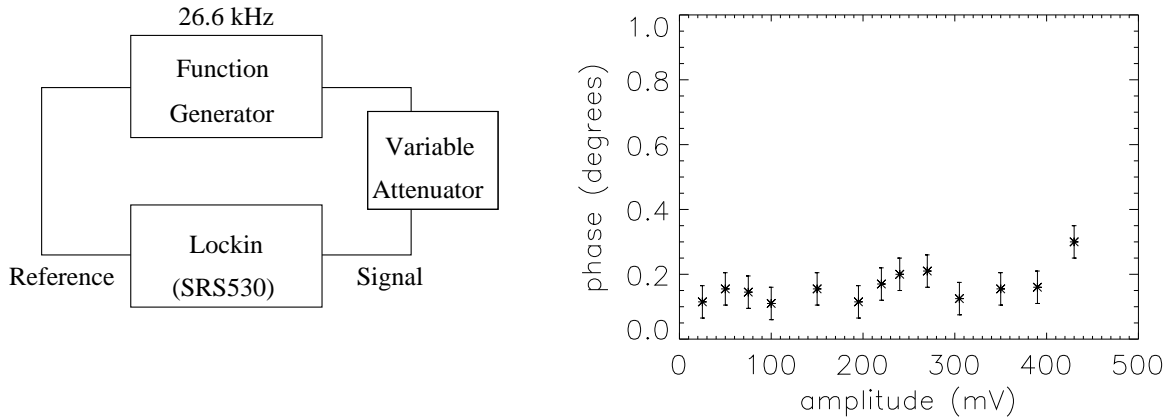 26.6 kHz
Function
Generator
Variable
Attenuator
Lockin
(SRS530)
Reference
Signal
phase (degrees)
1.0
0.8
0.6
0.4
0.2
0.0
0 100 200 300 400 500
amplitude (mV)